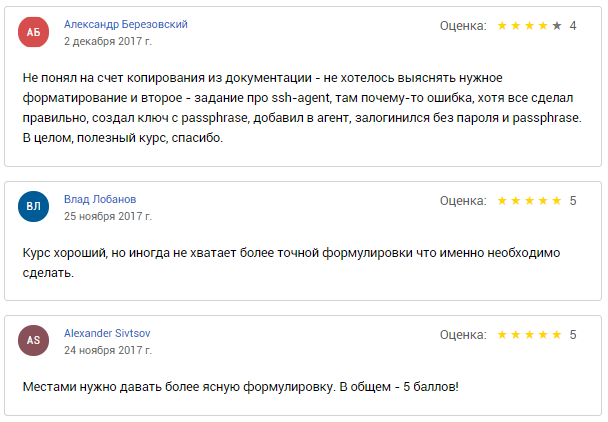 АБ
Александр Березовский
Оценка: ★ ★ ★ ★ ★ 4
2 декабря 2017 г.
Не понял на счет копирования из документации - не хотелось выяснять нужное
форматирование и второе - задание про ssh-agent, там почему-то ошибка, хотя все сделал
правильно, создал ключ с passphrase, добавил в агент, залогинился без пароля и passphrase.
В целом, полезный курс, спасибо.
ВЛ
Влад Лобанов
Оценка: ★ ★ ★ ★ ★ 5
25 ноября 2017 г.
Курс хороший, но иногда не хватает более точной формулировки что именно необходимо
сделать.
AS
Alexander Sivtsov
Оценка: ★ ★ ★ ★ ★ 5
24 ноября 2017 г.
Местами нужно давать более ясную формулировку. В общем - 5 баллов!